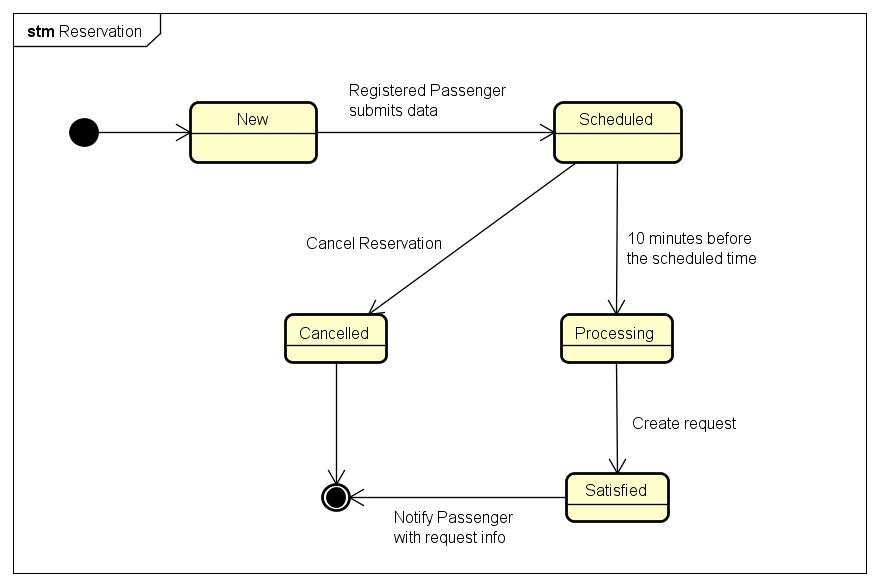 stm Reservation
Registered Passenger
submits data
New
Scheduled
Cancel Reservation
10 minutes before
the scheduled time
Cancelled
Processing
Create request
Satisfied
Notify Passenger
with request info